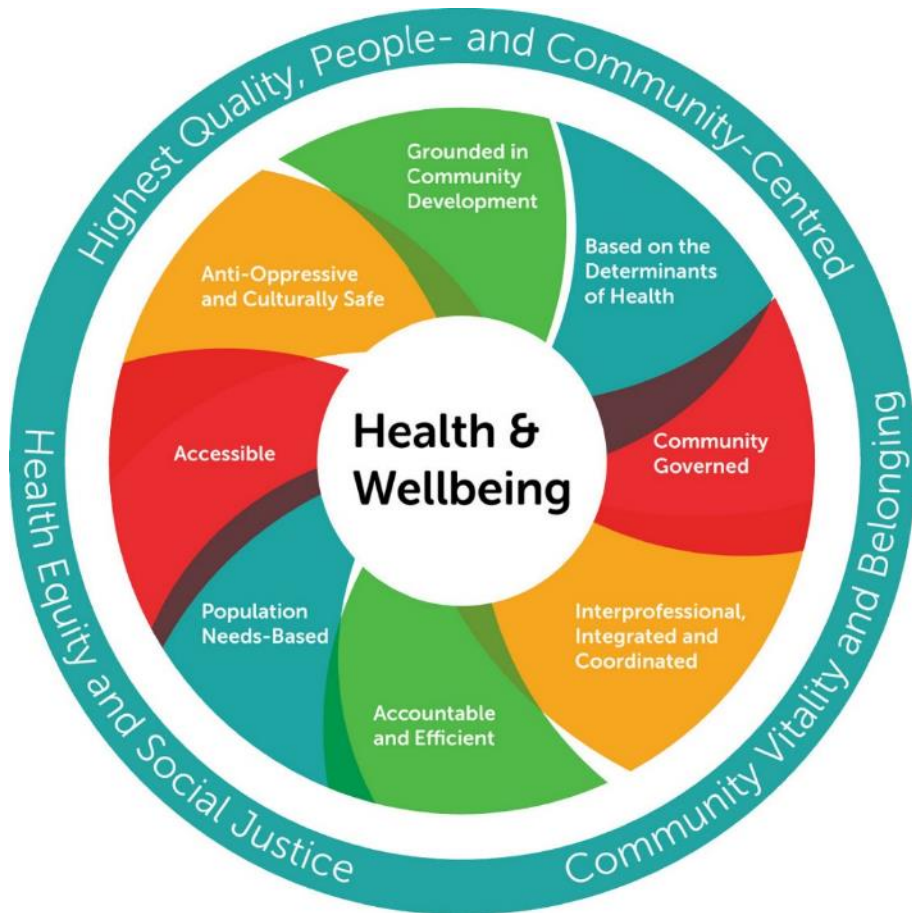 Highest Quality, People- and Community-Centred
Grounded in
Community
Development
Based on the
Determinants
of Health
Anti-Oppressive
and Culturally Safe
Accessible
Health &
Wellbeing
Community
Governed
Population
Needs-Based
Interprofessional,
Integrated and
Coordinated
Accountable
and Efficient
Health Equity and Social Justice
Community Vitality and Belonging